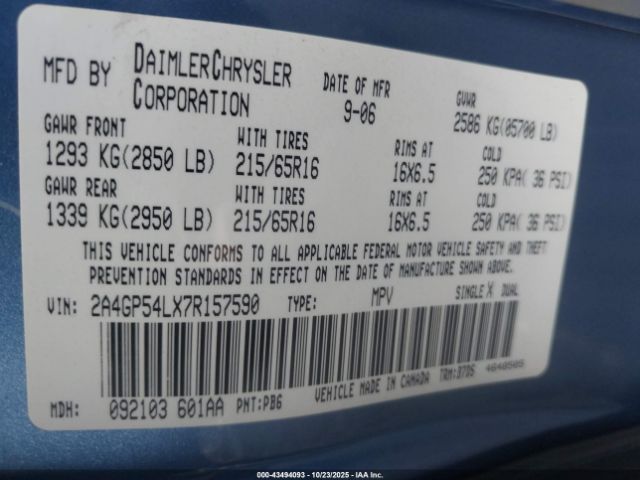 MFD BY DAIMLERCHRYSLER CORPORATION DATE OF MFR 9-06 GVWR 2586 KG(05700 LB)
GAWR FRONT WITH TIRES RIMS AT COLD
1293 KG(2850 LB) 215/65R16 16X6.5 250 KPA( 36 PSI)
GAWR REAR WITH TIRES RIMS AT COLD
1339 KG(2950 LB) 215/65R16 16X6.5 250 KPA( 36 PSI)
THIS VEHICLE CONFORMS TO ALL APPLICABLE FEDERAL MOTOR VEHICLE SAFETY AND THEFT
PREVENTION STANDARDS IN EFFECT ON THE DATE OF MANUFACTURE SHOWN ABOVE.
VIN: 2A4GP54LX7R157590 TYPE: MPV SINGLE X DUAL
MDH: 092103 601AA PNT:PB6 VEHICLE MADE IN CANADA TRM:D7D5 4640505
000-43494093 | 10/23/2025 - IAAI Corp.